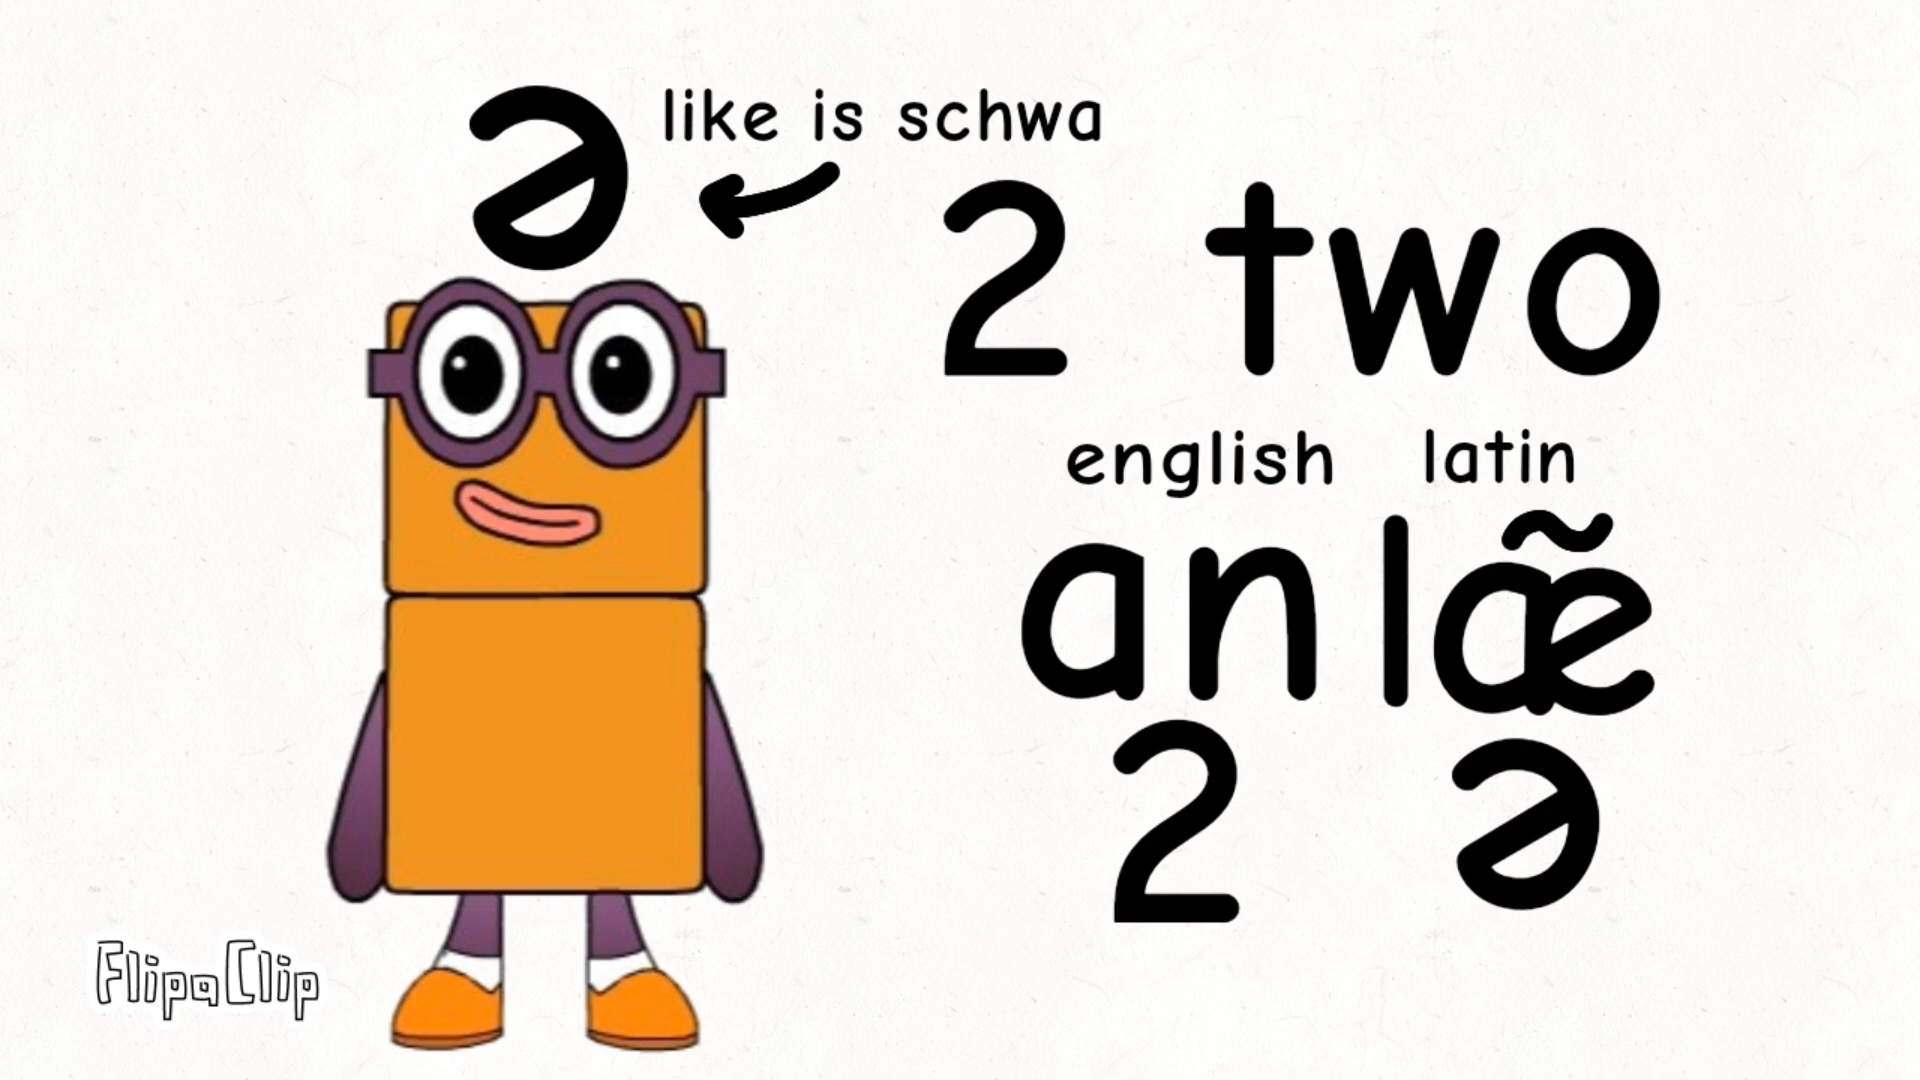 ə like is schwa
2 two
english latin
an læ̃
2 ə
FlipaClip